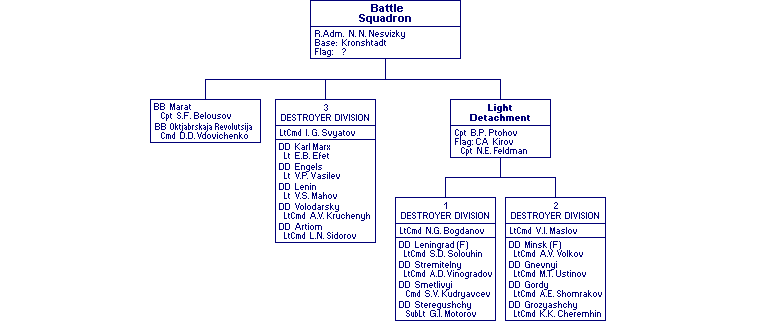 Battle
Squadron
R.Adm. N. N. Nesvizky
Base: Kronshtadt
Flag: ?
BB Marat
Cpt S.F. Belousov
BB Oktjabrskaja Revolutsija
Cmd D.D. Vdovichenko
3
DESTROYER DIVISION
LtCmd I. G. Svyatov
DD Karl Marx
Lt E.B. Efet
DD Engels
Lt V.P. Vasilev
DD Lenin
Lt V.S. Mahov
DD Volodarsky
LtCmd A.V. Kruchenyh
DD Artiom
LtCmd L.N. Sidorov
Light
Detachment
Cpt B.P. Ptohov
Flag: CA Kirov
Cpt N.E. Feldman
1
DESTROYER DIVISION
LtCmd N.G. Bogdanov
DD Leningrad (F)
LtCmd S.D. Solouhin
DD Stremitelny
LtCmd A.D. Vinogradov
DD Smetlivyi
Cmd S.V. Kudryavcev
DD Steregushchy
SubLt G.I. Motorov
2
DESTROYER DIVISION
LtCmd V.I. Maslov
DD Minsk (F)
LtCmd A.V. Volkov
DD Gnevnyi
LtCmd M.T. Ustinov
DD Gordy
LtCmd A.E. Shomrakov
DD Grozyashchy
LtCmd K.K. Cheremhin